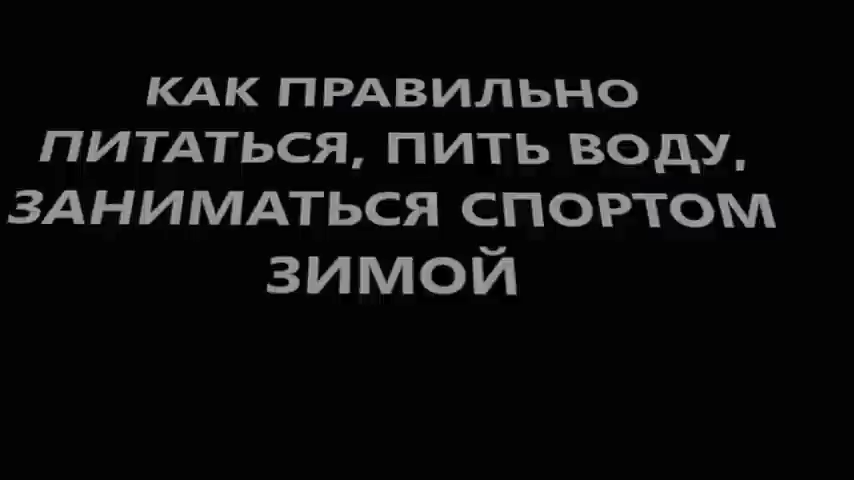 КАК ПРАВИЛЬНО
ПИТАТЬСЯ, ПИТЬ ВОДУ,
ЗАНИМАТЬСЯ СПОРТОМ
ЗИМОЙ